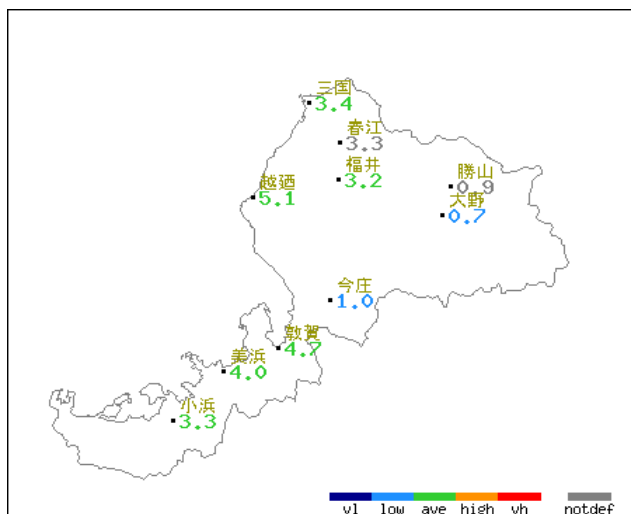 三国
3.4
春江
3.3
福井
3.2
越廼
5.1
勝山
0.9
大野
0.7
今庄
1.0
敦賀
4.7
美浜
4.0
小浜
3.3
vl low ave high vh notdef